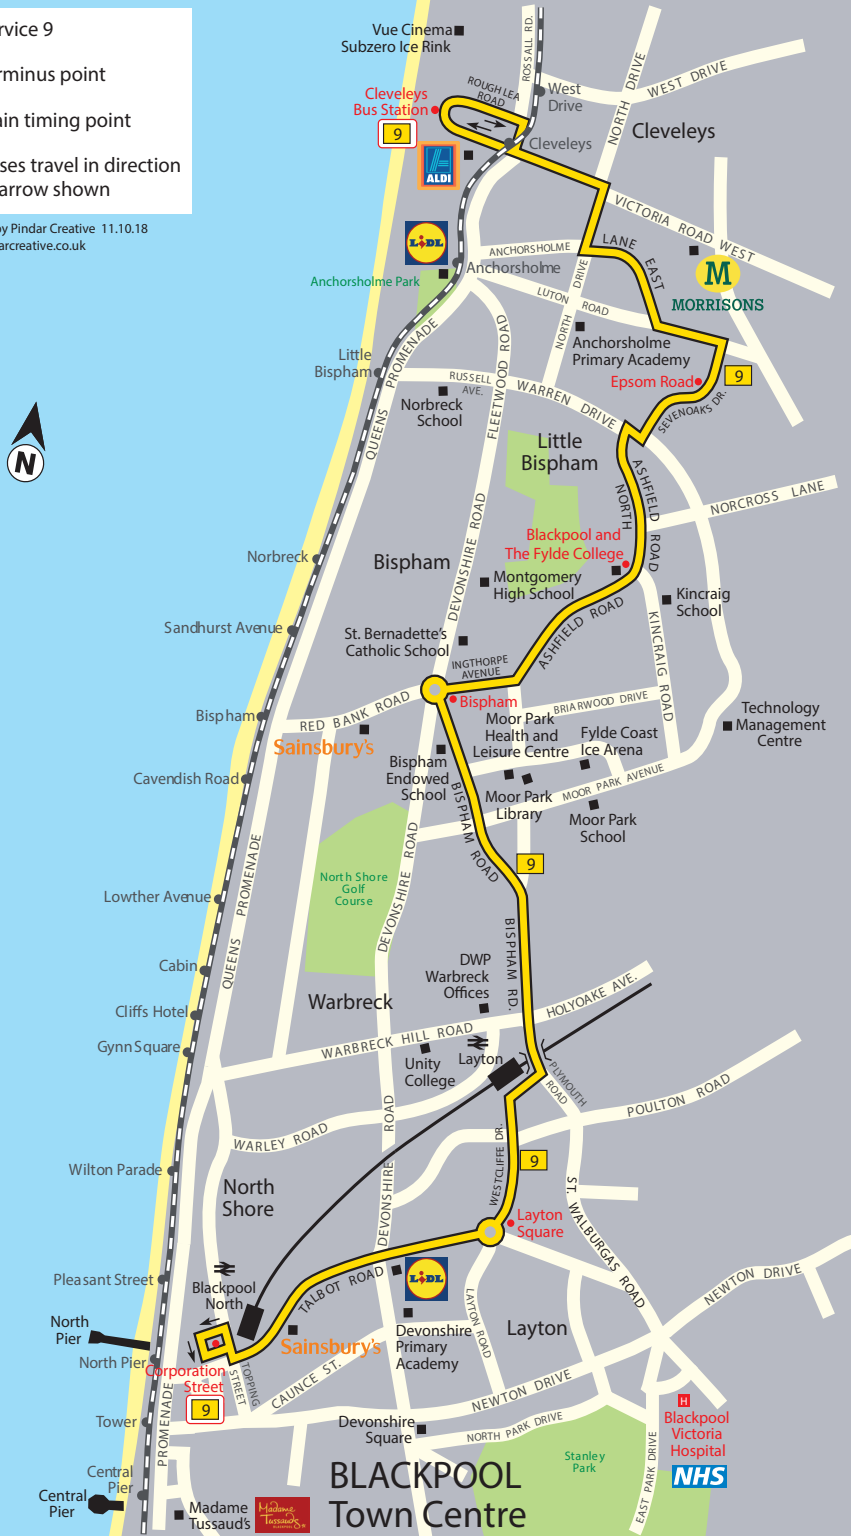 rvice 9
rminus point
in timing point
ses travel in direction
arrow shown
by Pindar Creative 11.10.18
arcreative.co.uk
Vue Cinema
Subzero Ice Rink
ROSSALL RD.
Cleveleys
Bus Station
9
ROUGH LEA
ROAD
West
Drive
NORTH DRIVE
WEST DRIVE
Cleveleys
Cleveleys
ALDI
VICTORIA ROAD WEST
LIDL
ANCHORSHOLME
LANE
EAST
M
MORRISONS
Anchorsholme
Anchorsholme Park
LUTON ROAD
NORTH DRIVE
Anchorsholme
Primary Academy
Little
Bispham
QUEENS PROMENADE
RUSSELL
AVE.
FLEETWOOD ROAD
WARREN DRIVE
Epsom Road
9
SEVENOAKS DR.
Norbreck
School
N
Little
Bispham
ASHFIELD ROAD
NORTH
NORCROSS LANE
Blackpool and
The Fylde College
Norbreck
Bispham
DEVONSHIRE ROAD
Montgomery
High School
Kincraig
School
KINCRAIG ROAD
Sandhurst Avenue
St. Bernadette's
Catholic School
INGTHORPE
AVENUE
ASHFIELD ROAD
Bispham
RED BANK ROAD
Bispham
BRIARWOOD DRIVE
Technology
Management
Centre
Sainsbury's
Moor Park
Health and
Leisure Centre
Fylde Coast
Ice Arena
Cavendish Road
Bispham
Endowed
School
Moor Park
Library
MOOR PARK AVENUE
Moor Park
School
BISPHAM ROAD
9
DEVONSHIRE ROAD
North Shore
Golf
Course
Lowther Avenue
QUEENS PROMENADE
Cabin
BISPHAM RD.
DWP
Warbreck
Offices
HOLYOAKE AVE.
Warbreck
Cliffs Hotel
WARBRECK HILL ROAD
Layton
Gynn Square
Unity
College
PLYMOUTH
ROAD
POULTON ROAD
WARLEY ROAD
DEVONSHIRE ROAD
WESTCLIFFE DR.
9
Wilton Parade
North
Shore
ST. WALBURGAS ROAD
Layton
Square
NEWTON DRIVE
Pleasant Street
Blackpool
North
TALBOT ROAD
LIDL
LAYTON ROAD
Layton
North
Pier
North Pier
Sainsbury's
Devonshire
Primary
Academy
Corporation
Street
9
TOPPING
STREET
CAUNCE ST.
NEWTON DRIVE
H
Blackpool
Victoria
Hospital
NHS
Tower
PROMENADE
Devonshire
Square
NORTH PARK DRIVE
Stanley
Park
EAST PARK DRIVE
Central
Pier
Central
Pier
BLACKPOOL
Town Centre
Madame
Tussaud's
Madame
Tussauds
BLACKPOOL